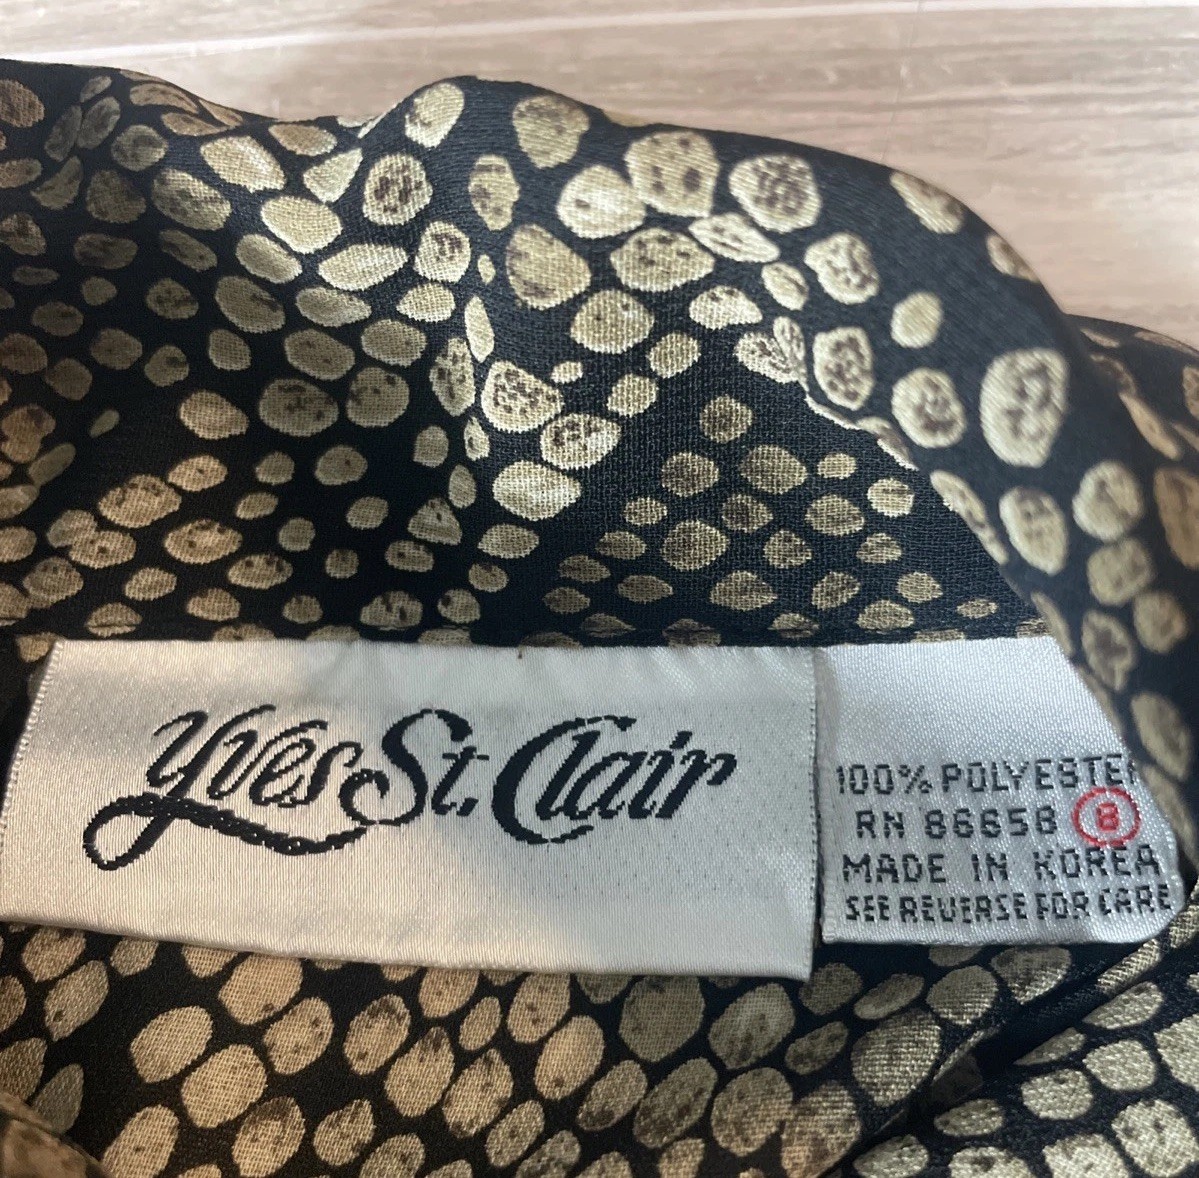 Yves St. Clair
100% POLYESTER
RN 86658 8
MADE IN KOREA
SEE REVERSE FOR CARE